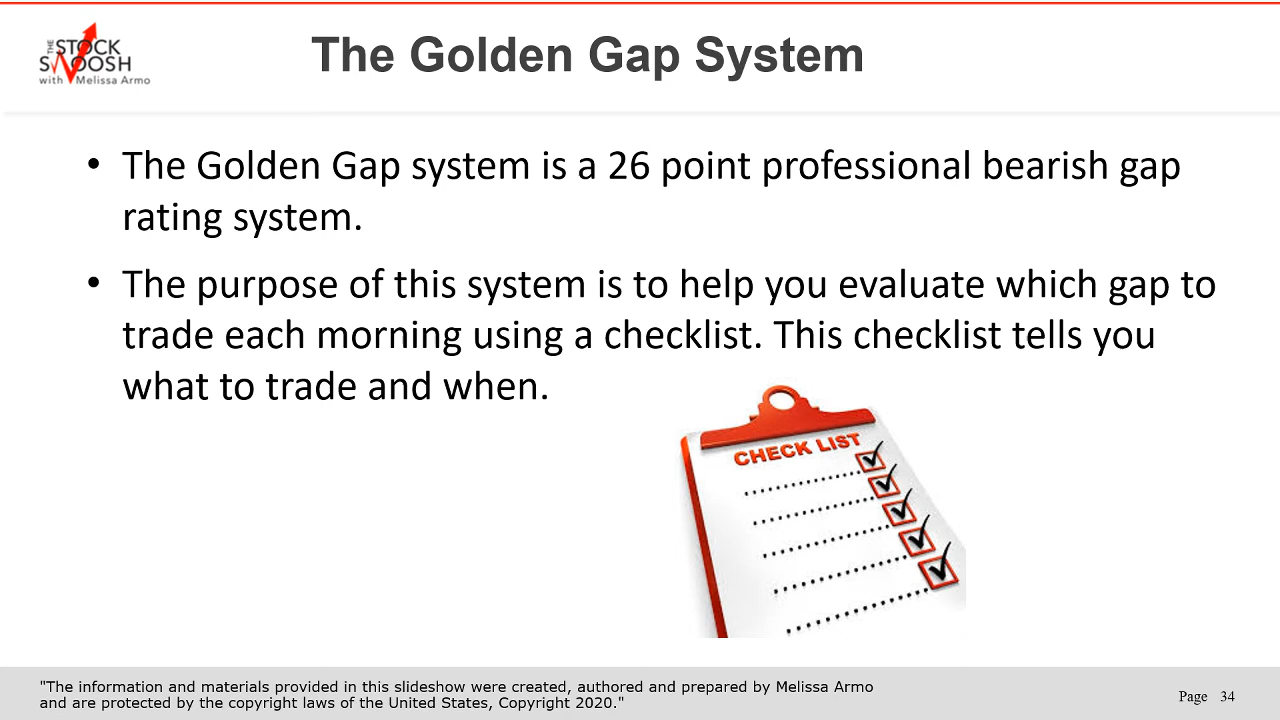 THE STOCK
SWOOSH
with Melissa Armo
The Golden Gap System
• The Golden Gap system is a 26 point professional bearish gap
rating system.
• The purpose of this system is to help you evaluate which gap to
trade each morning using a checklist. This checklist tells you
what to trade and when.
CHECK LIST
"The information and materials provided in this slideshow were created, authored and prepared by Melissa Armo
and are protected by the copyright laws of the United States, Copyright 2020."
Page 34